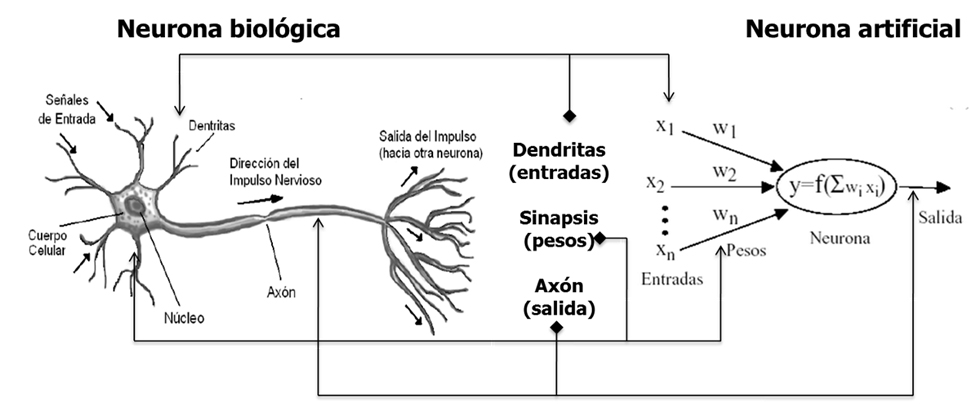 Neurona biológica
Neurona artificial
Señales
de Entrada
Dentritas
Dirección del
Impulso Nervioso
Salida del Impulso
(hacia otra neurona)
Cuerpo
Celular
Núcleo
Axón
Dendritas
(entradas)
Sinapsis
(pesos)
Axón
(salida)
x1
w1
x2
w2
wn
xn
y=f(Σwi xi)
Salida
Pesos
Neurona
Entradas